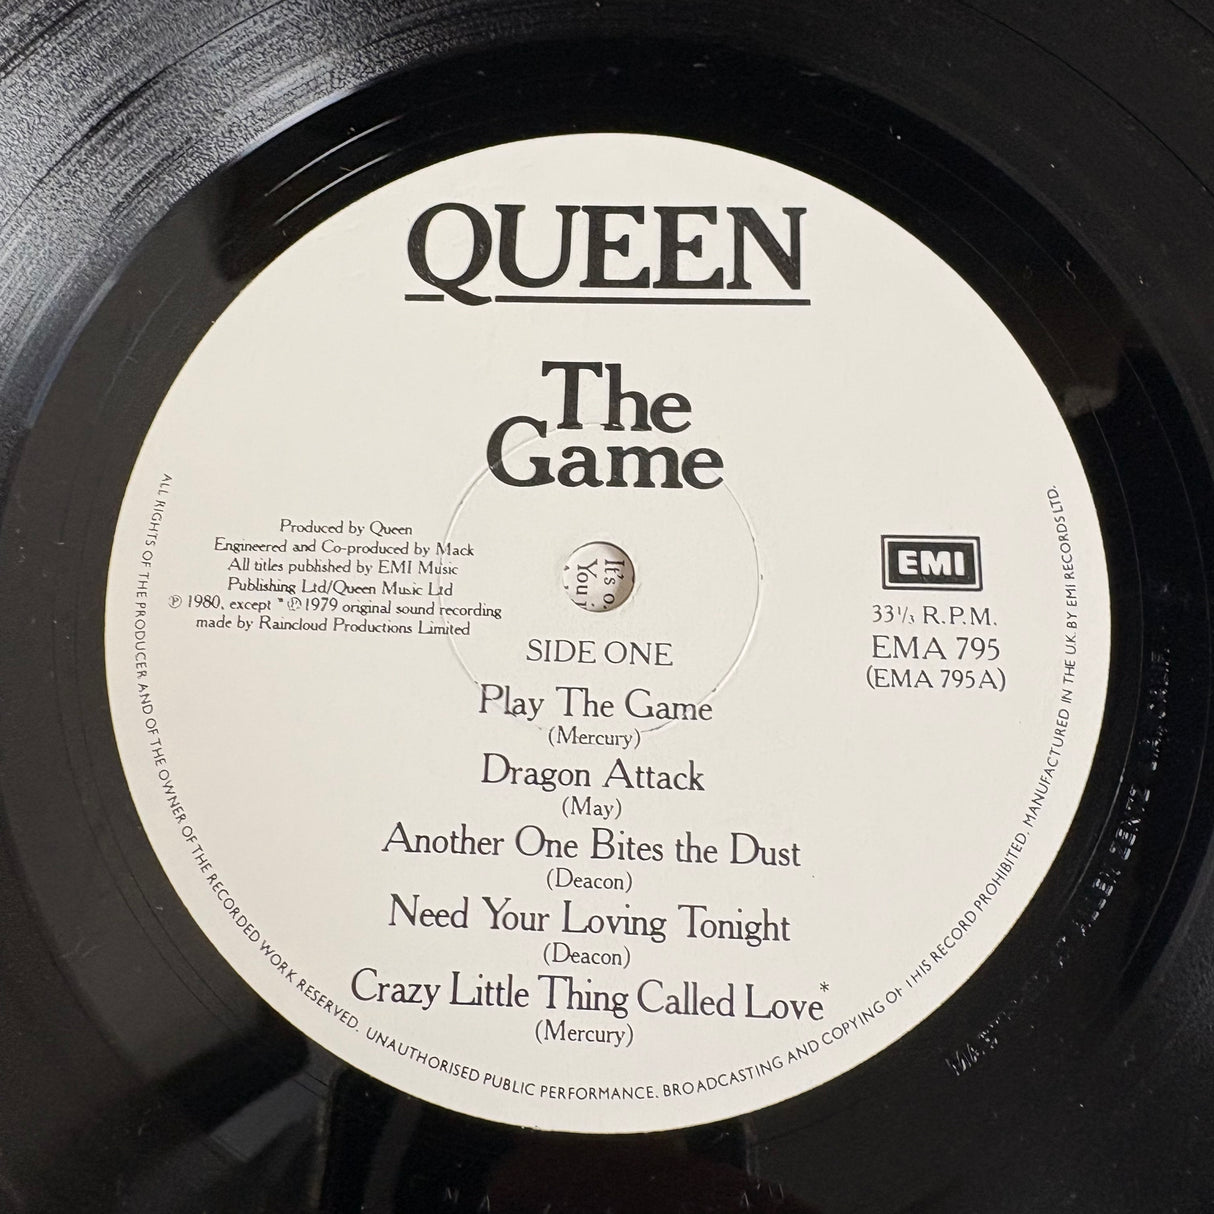 QUEEN
The
Game
Produced by Queen
Engineered and Co-produced by Mack
All titles published by EMI Music
Publishing Ltd/Queen Music Ltd
℗ 1980, except *℗ 1979 original sound recording
made by Raincloud Productions Limited
It's o
You
EMI
33⅓ R.P.M.
EMA 795
(EMA 795 A)
SIDE ONE
Play The Game
(Mercury)
Dragon Attack
(May)
Another One Bites the Dust
(Deacon)
Need Your Loving Tonight
(Deacon)
Crazy Little Thing Called Love*
(Mercury)
ALL RIGHTS OF THE PRODUCER AND OF THE OWNER OF THE RECORDED WORK RESERVED. UNAUTHORISED PUBLIC PERFORMANCE. BROADCASTING AND COPYING OF THIS RECORD PROHIBITED. MANUFACTURED IN THE U.K. BY EMI RECORDS LTD.
ALLEN ZENTZ